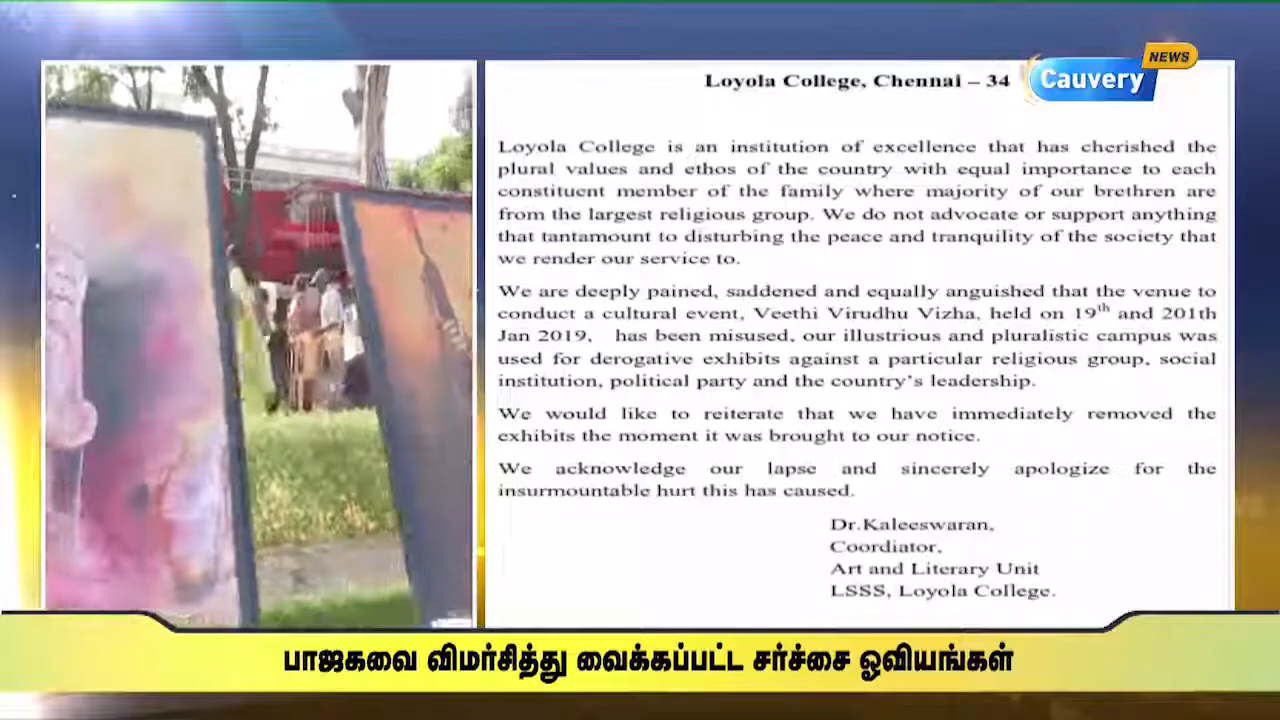 NEWS
Cauvery
Loyola College, Chennai – 34
Loyola College is an institution of excellence that has cherished the
plural values and ethos of the country with equal importance to each
constituent member of the family where majority of our brethren are
from the largest religious group. We do not advocate or support anything
that tantamount to disturbing the peace and tranquility of the society that
we render our service to.
We are deeply pained, saddened and equally anguished that the venue to
conduct a cultural event, Veethi Virudhu Vizha, held on 19th and 201th
Jan 2019, has been misused, our illustrious and pluralistic campus was
used for derogative exhibits against a particular religious group, social
institution, political party and the country's leadership.
We would like to reiterate that we have immediately removed the
exhibits the moment it was brought to our notice.
We acknowledge our lapse and sincerely apologize for the
insurmountable hurt this has caused.
Dr.Kaleeswaran,
Coordiator,
Art and Literary Unit
LSSS, Loyola College.
பாஜகவை விமர்சித்து வைக்கப்பட்ட சர்ச்சை ஓவியங்கள்